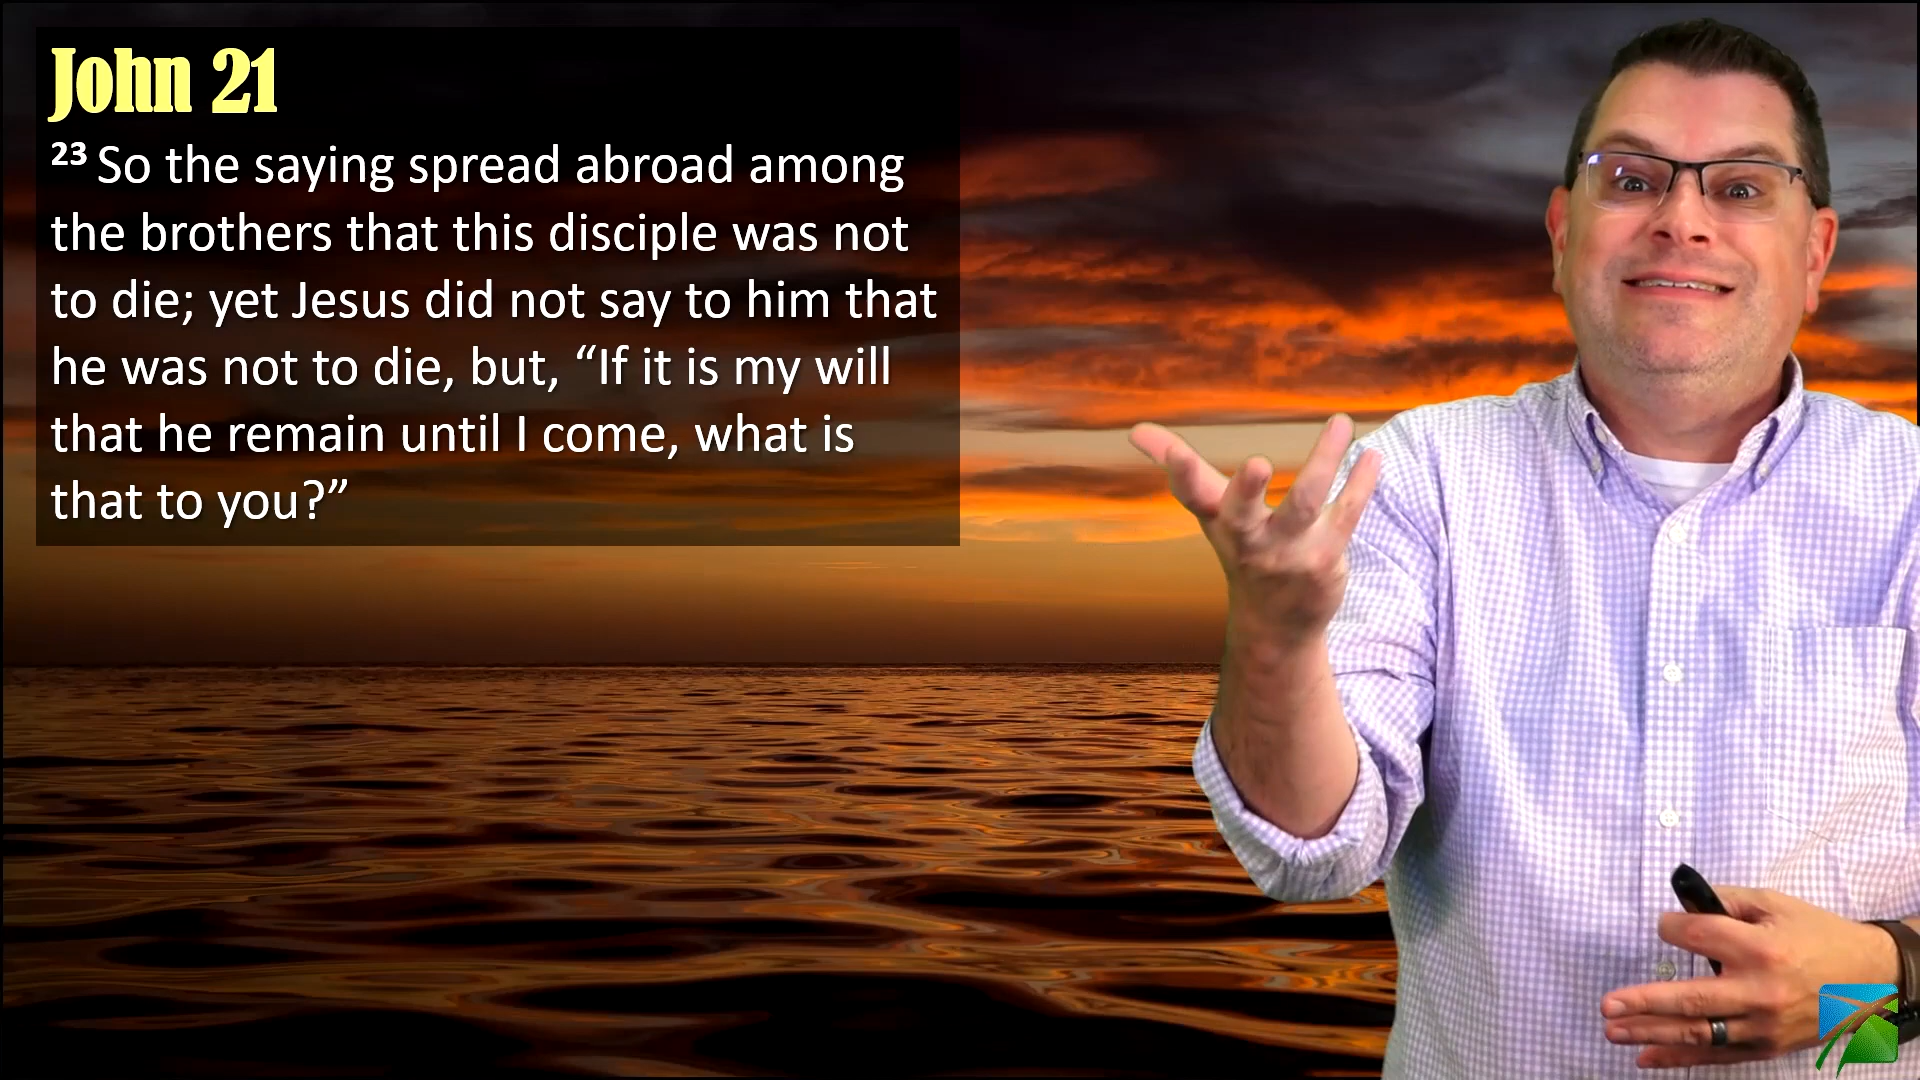 John 21
23 So the saying spread abroad among
the brothers that this disciple was not
to die; yet Jesus did not say to him that
he was not to die, but, “If it is my will
that he remain until I come, what is
that to you?”